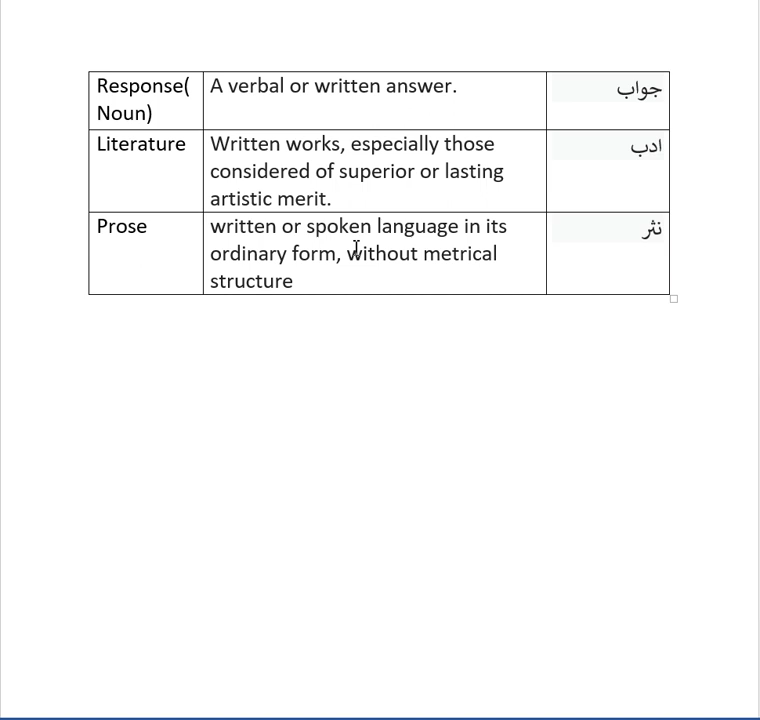 Response( A verbal or written answer. جواب
Noun)
Literature Written works, especially those ادب
considered of superior or lasting
artistic merit.
Prose written or spoken language in its نثر
ordinary form, without metrical
structure